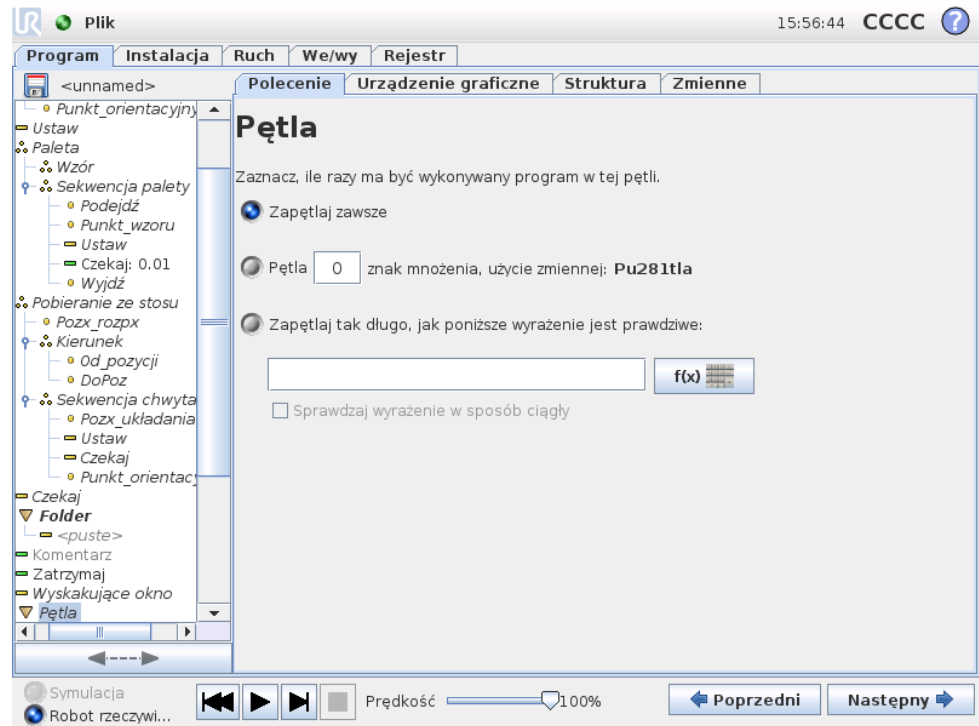 Plik 15:56:44 CCCC ?
Program Instalacja Ruch We/wy Rejestr
<unnamed>
Polecenie Urządzenie graficzne Struktura Zmienne
Punkt_orientacyjny
Ustaw
Paleta
Wzór
Sekwencja palety
Podejdź
Punkt_wzoru
Ustaw
Czekaj: 0.01
Wyjdź
Pobieranie ze stosu
Pozx_rozpx
Kierunek
Od_pozycji
DoPoz
Sekwencja chwyta
Pozx_układania
Ustaw
Czekaj
Punkt_orientacy
Czekaj
Folder
<puste>
Komentarz
Zatrzymaj
Wyskakujące okno
Pętla
Pętla
Zaznacz, ile razy ma być wykonywany program w tej pętli.
Zapętlaj zawsze
Pętla 0 znak mnożenia, użycie zmiennej: Pu281tla
Zapętlaj tak długo, jak poniższe wyrażenie jest prawdziwe:
f(x)
Sprawdzaj wyrażenie w sposób ciągły
Symulacja
Robot rzeczywi...
Prędkość 100%
Poprzedni Następny